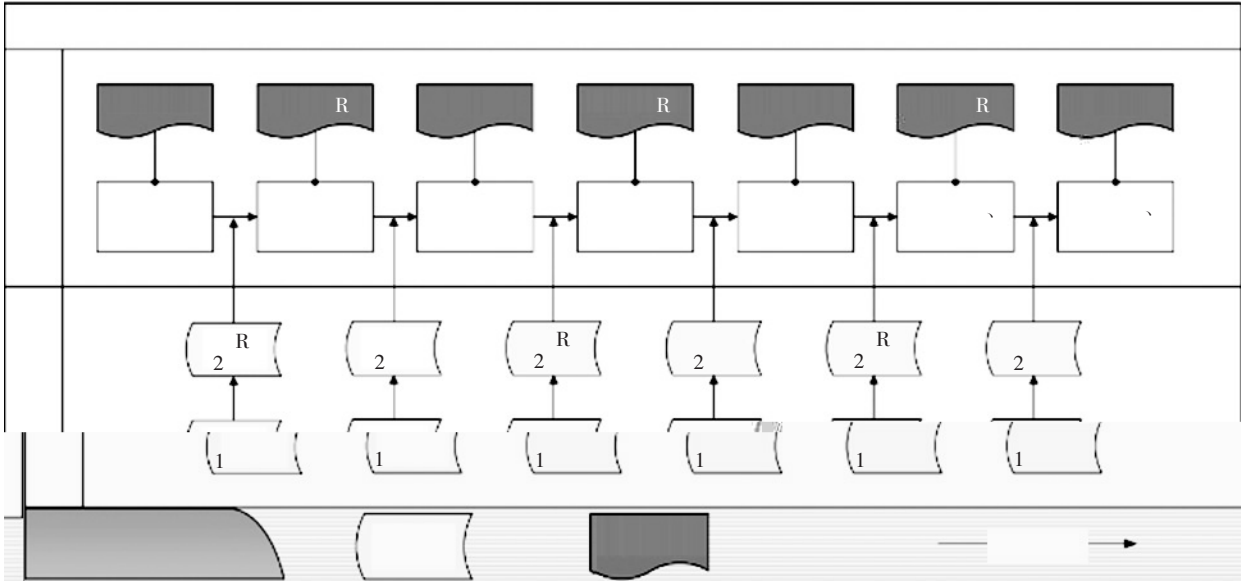 R R R
、 、
R R R
2 2 2 2 2 2
1 1 1 1 1 1